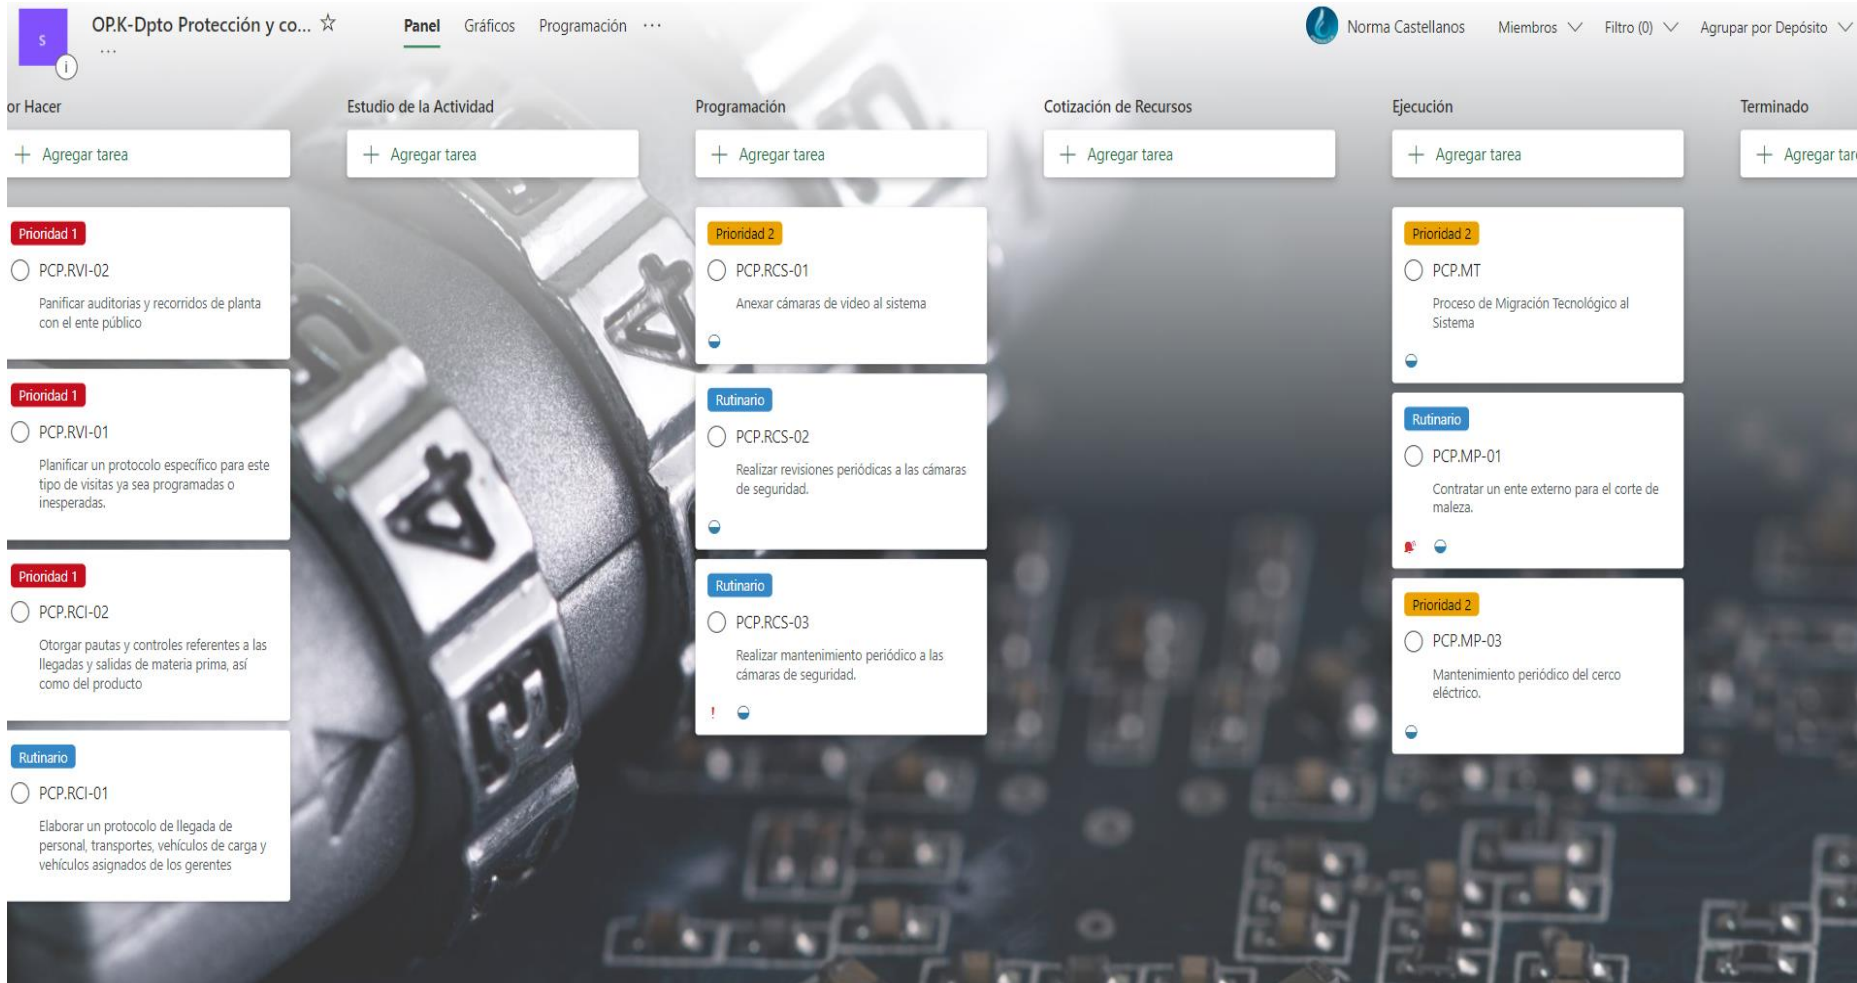 S
OP.K-Dpto Protección y co...
Panel
Gráficos
Programación
Norma Castellanos
Miembros
Filtro (0)
Agrupar por Depósito
or Hacer
Agregar tarea
Prioridad 1
PCP.RVI-02
Panificar auditorias y recorridos de planta
con el ente público
Prioridad 1
PCP.RVI-01
Planificar un protocolo específico para este
tipo de visitas ya sea programadas o
inesperadas.
Prioridad 1
PCP.RCI-02
Otorgar pautas y controles referentes a las
llegadas y salidas de materia prima, así
como del producto
Rutinario
PCP.RCI-01
Elaborar un protocolo de llegada de
personal, transportes, vehículos de carga y
vehículos asignados de los gerentes
Estudio de la Actividad
Agregar tarea
Programación
Agregar tarea
Prioridad 2
PCP.RCS-01
Anexar cámaras de video al sistema
Rutinario
PCP.RCS-02
Realizar revisiones periódicas a las cámaras
de seguridad.
Rutinario
PCP.RCS-03
Realizar mantenimiento periódico a las
cámaras de seguridad.
Cotización de Recursos
Agregar tarea
Ejecución
Agregar tarea
Prioridad 2
PCP.MT
Proceso de Migración Tecnológico al
Sistema
Rutinario
PCP.MP-01
Contratar un ente externo para el corte de
maleza.
Prioridad 2
PCP.MP-03
Mantenimiento periódico del cerco
eléctrico.
Terminado
Agregar tar